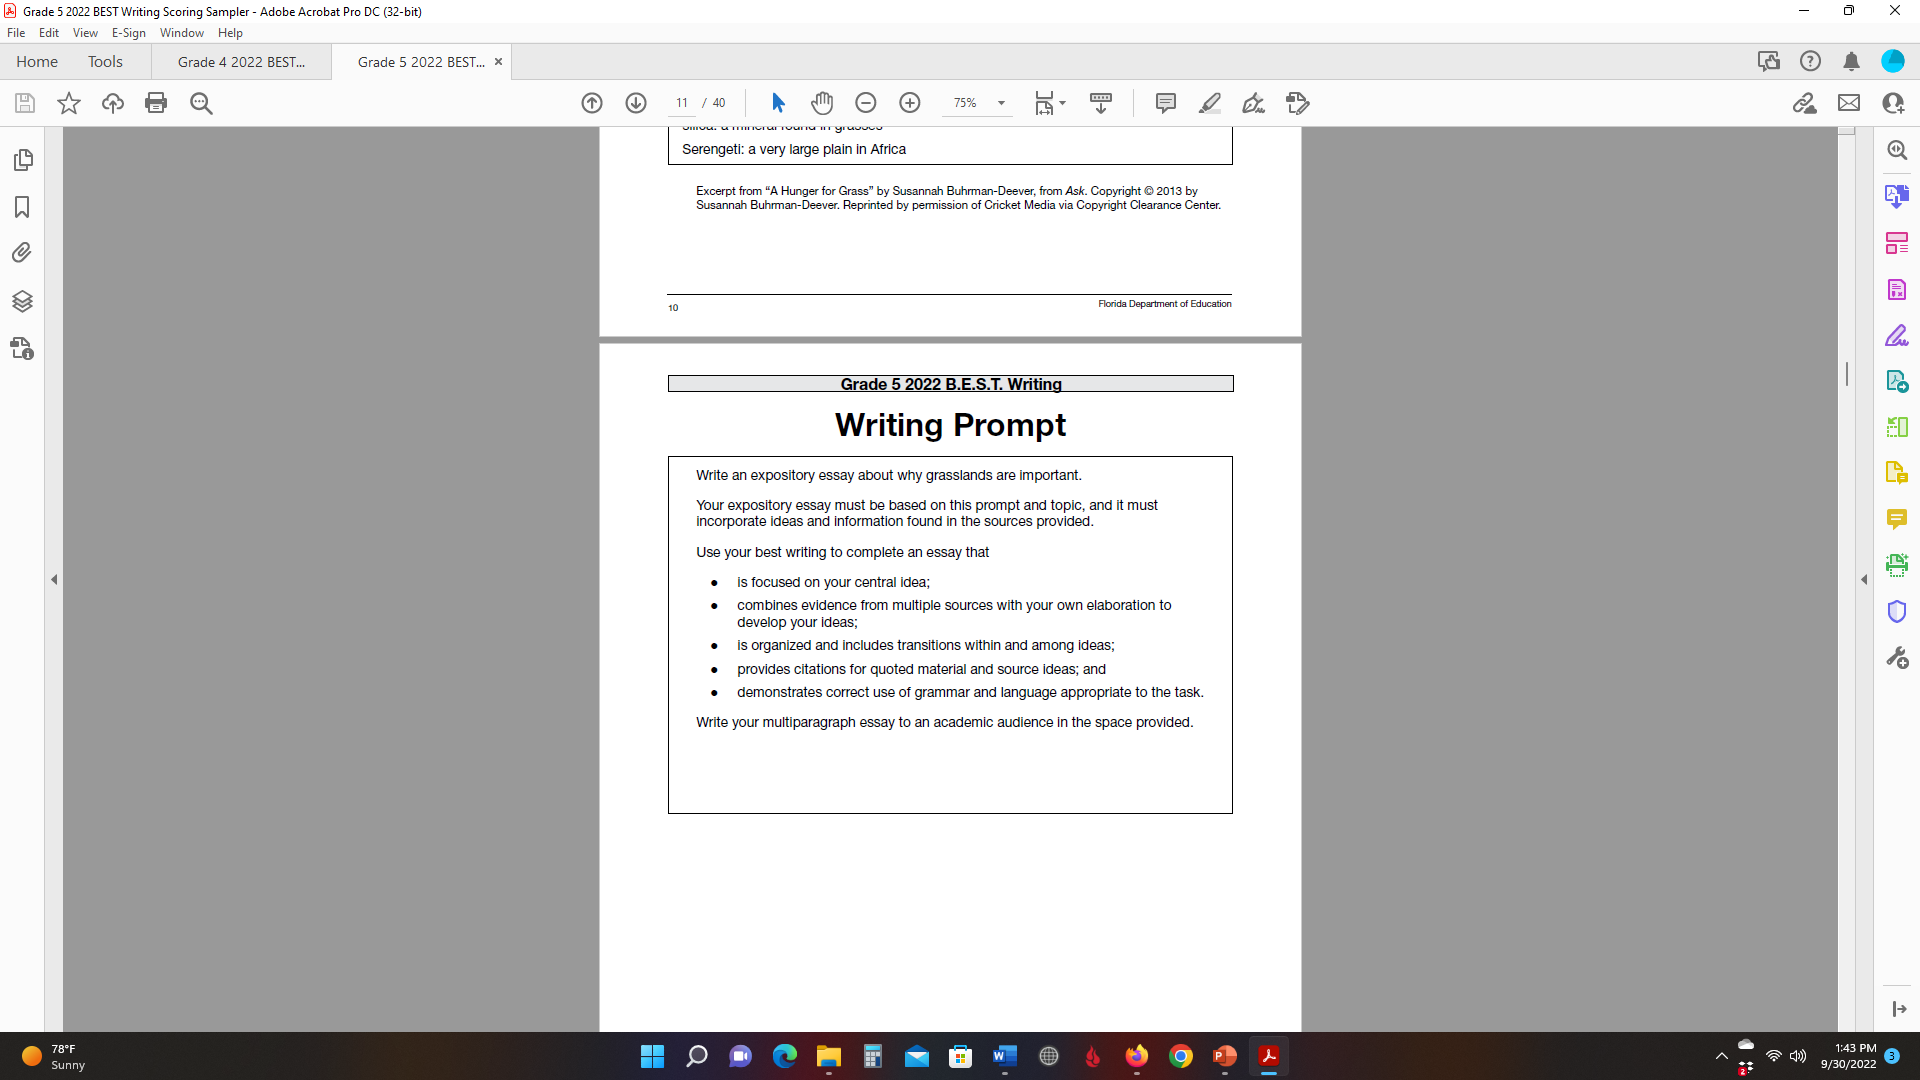 Grade 5 2022 BEST Writing Scoring Sampler - Adobe Acrobat Pro DC (32-bit)
File Edit View E-Sign Window Help
Home Tools Grade 4 2022 BEST... Grade 5 2022 BEST...
11 / 40 75%
silica: a mineral found in grasses
Serengeti: a very large plain in Africa
Excerpt from “A Hunger for Grass” by Susannah Buhrman-Deever, from Ask. Copyright © 2013 by
Susannah Buhrman-Deever. Reprinted by permission of Cricket Media via Copyright Clearance Center.
10 Florida Department of Education
Grade 5 2022 B.E.S.T. Writing
Writing Prompt
Write an expository essay about why grasslands are important.
Your expository essay must be based on this prompt and topic, and it must
incorporate ideas and information found in the sources provided.
Use your best writing to complete an essay that
● is focused on your central idea;
● combines evidence from multiple sources with your own elaboration to
develop your ideas;
● is organized and includes transitions within and among ideas;
● provides citations for quoted material and source ideas; and
● demonstrates correct use of grammar and language appropriate to the task.
Write your multiparagraph essay to an academic audience in the space provided.
78°F
Sunny
1:43 PM
9/30/2022
3
2